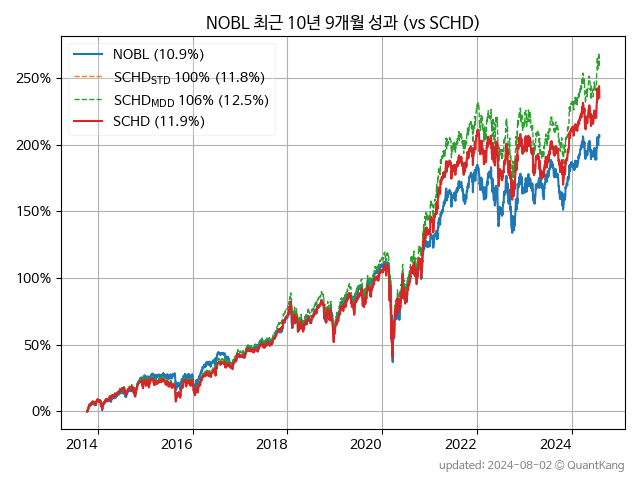 NOBL 최근 10년 9개월 성과 (vs SCHD)
NOBL (10.9%)
SCHD_STD 100% (11.8%)
SCHD_MDD 106% (12.5%)
SCHD (11.9%)
250%
200%
150%
100%
50%
0%
2014 2016 2018 2020 2022 2024
updated: 2024-08-02 © QuantKang